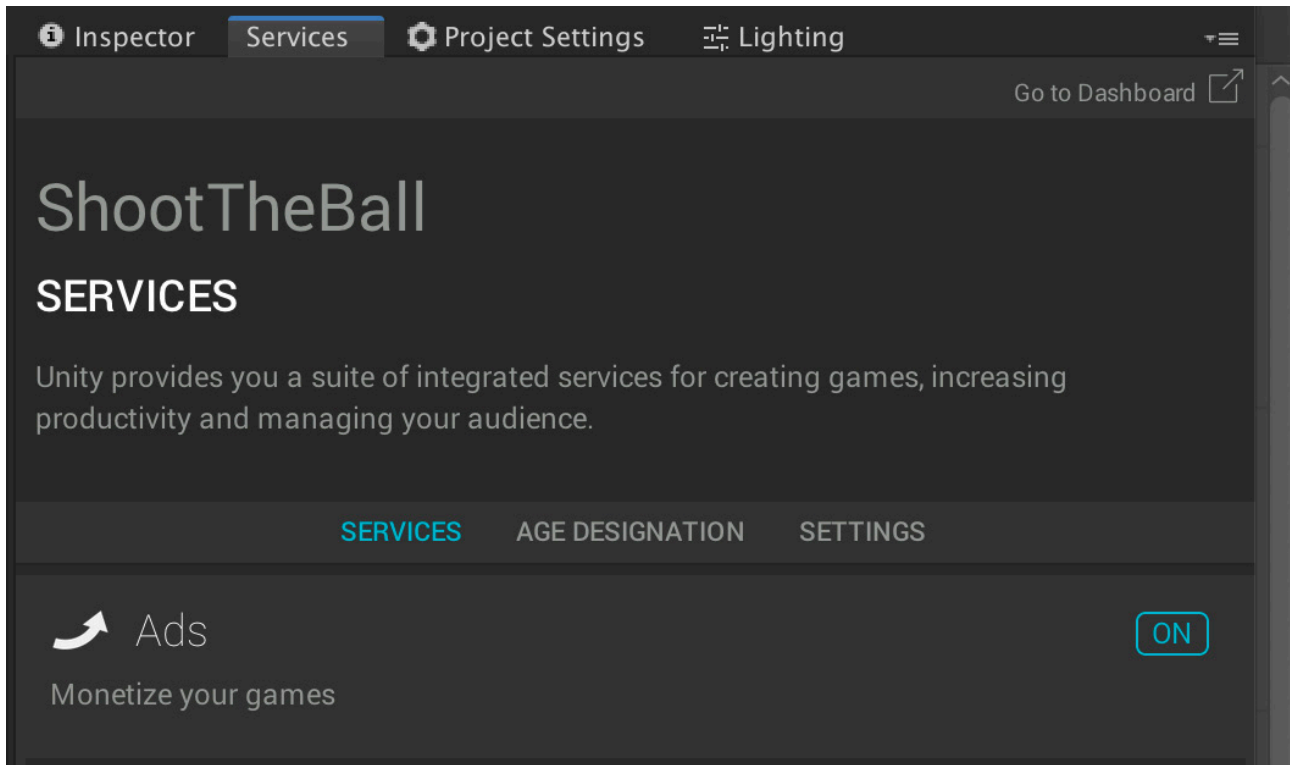 Inspector Services Project Settings Lighting
Go to Dashboard
ShootTheBall
SERVICES
Unity provides you a suite of integrated services for creating games, increasing
productivity and managing your audience.
SERVICES AGE DESIGNATION SETTINGS
Ads ON
Monetize your games